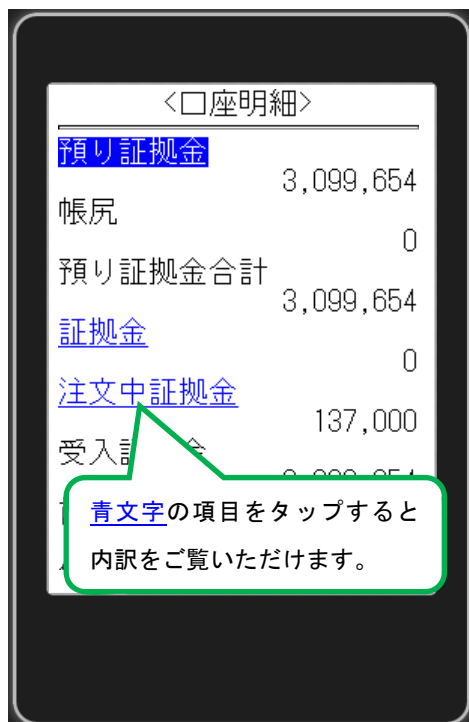 <口座明細>
預り証拠金
3,099,654
帳尻
0
預り証拠金合計
3,099,654
証拠金
0
注文中証拠金
137,000
青文字の項目をタップすると
内訳をご覧いただけます。